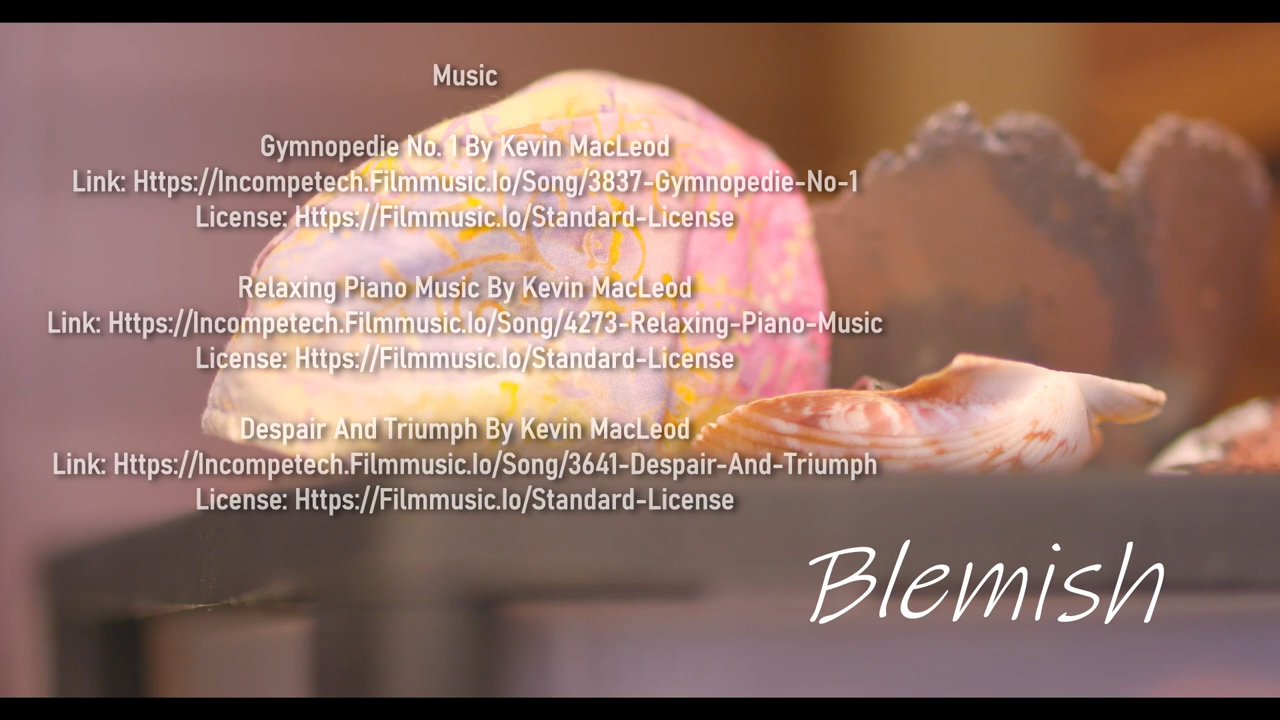 Music
Gymnopedie No. 1 By Kevin MacLeod
Link: Https://Incompetech.Filmmusic.Io/Song/3837-Gymnopedie-No-1
License: Https://Filmmusic.Io/Standard-License
Relaxing Piano Music By Kevin MacLeod
Link: Https://Incompetech.Filmmusic.Io/Song/4273-Relaxing-Piano-Music
License: Https://Filmmusic.Io/Standard-License
Despair And Triumph By Kevin MacLeod
Link: Https://Incompetech.Filmmusic.Io/Song/3641-Despair-And-Triumph
License: Https://Filmmusic.Io/Standard-License
Blemish